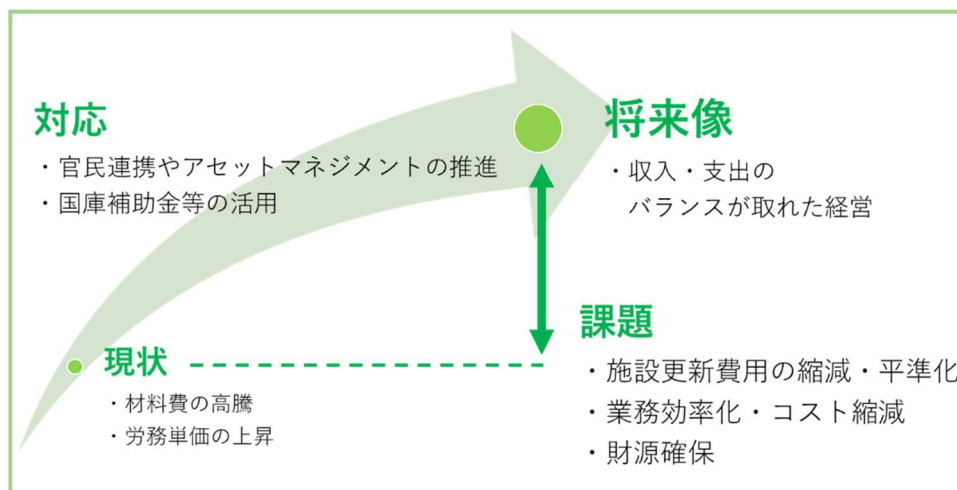 対応
・官民連携やアセットマネジメントの推進
・国庫補助金等の活用
将来像
・収入・支出の
バランスが取れた経営
現状
・材料費の高騰
・労務単価の上昇
課題
・施設更新費用の縮減・平準化
・業務効率化・コスト縮減
・財源確保